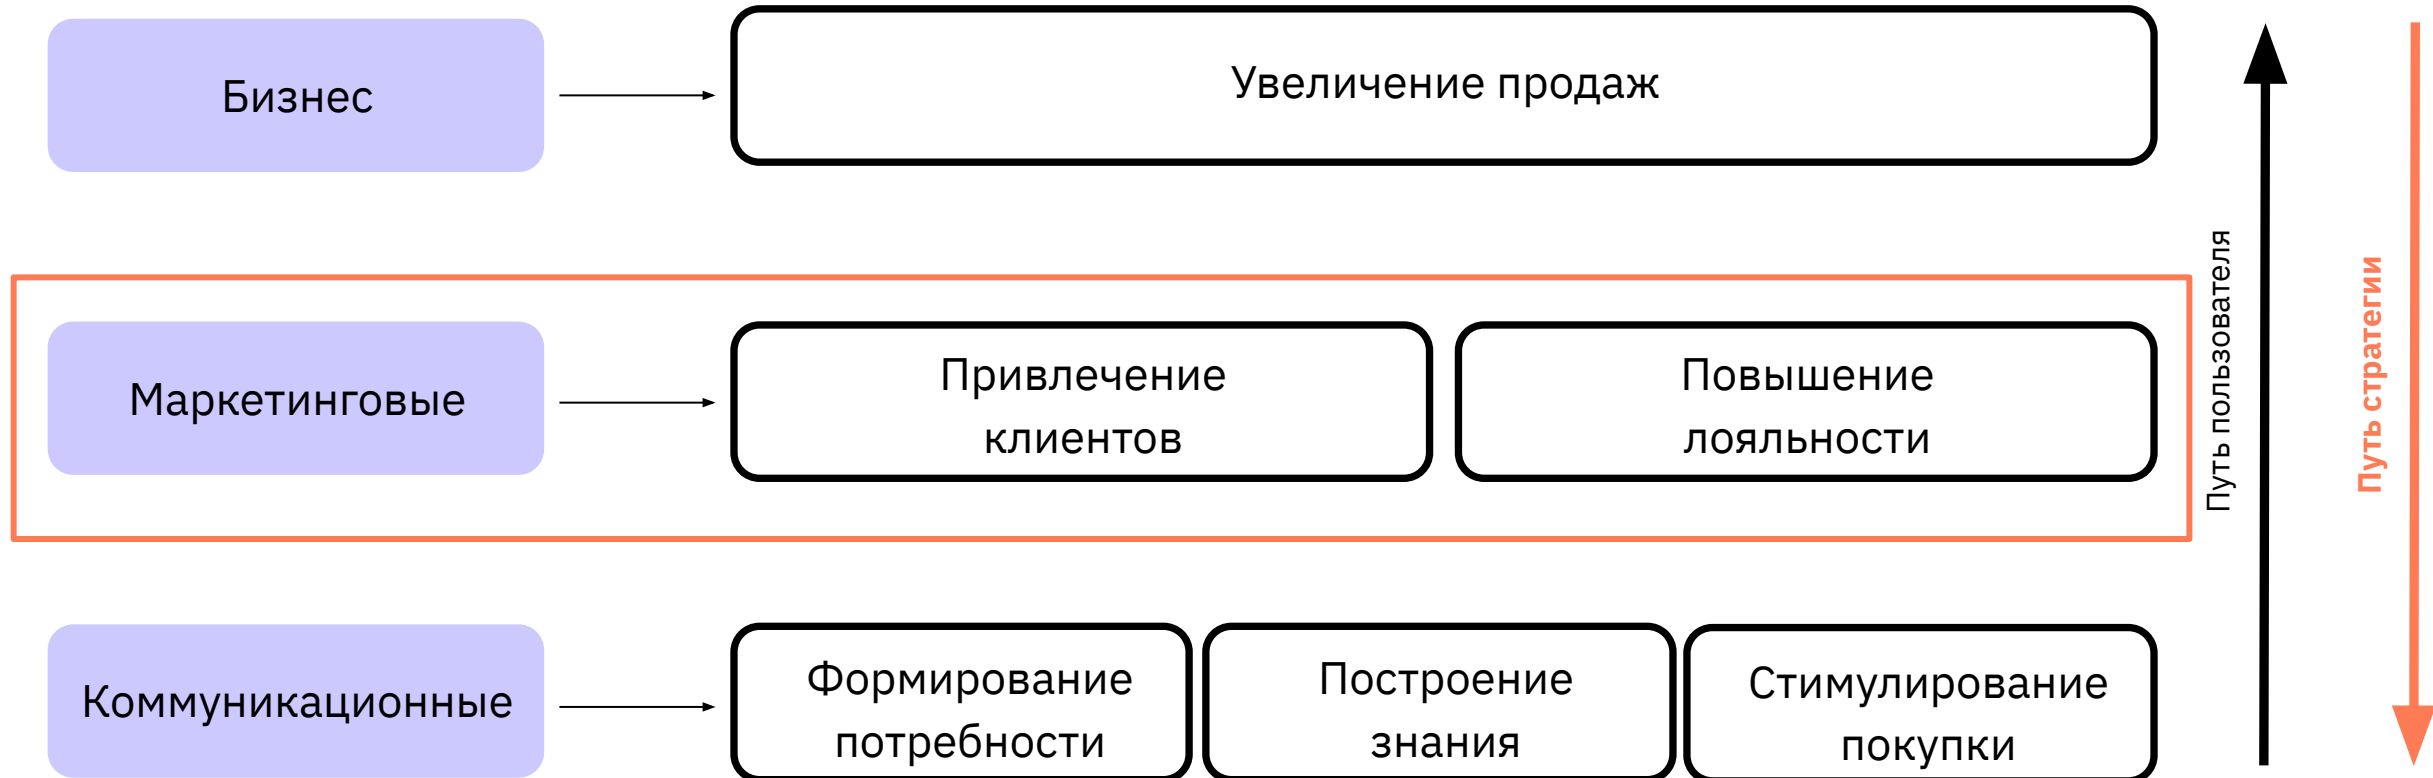 Бизнес
Увеличение продаж
Маркетинговые
Привлечение
клиентов
Повышение
лояльности
Коммуникационные
Формирование
потребности
Построение
знания
Стимулирование
покупки
Путь пользователя
Путь стратегии